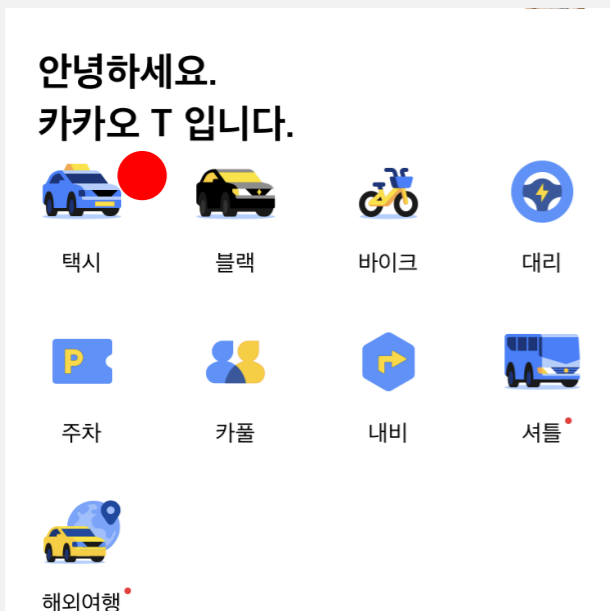 안녕하세요.
카카오 T 입니다.
택시 블랙 바이크 대리
P
주차 카풀 내비 셔틀
해외여행